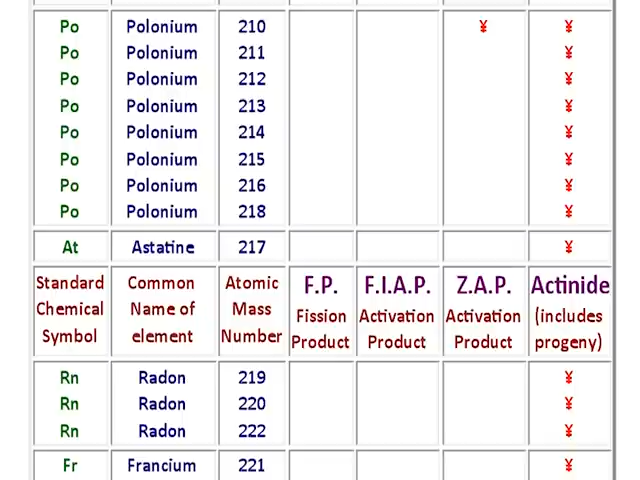 Po Polonium 210 ¥ ¥
Po Polonium 211 ¥
Po Polonium 212 ¥
Po Polonium 213 ¥
Po Polonium 214 ¥
Po Polonium 215 ¥
Po Polonium 216 ¥
Po Polonium 218 ¥
At Astatine 217 ¥
Standard Common Atomic F.P. F.I.A.P. Z.A.P. Actinide
Chemical Name of Mass Fission Activation Activation (includes
Symbol element Number Product Product Product progeny)
Rn Radon 219 ¥
Rn Radon 220 ¥
Rn Radon 222 ¥
Fr Francium 221 ¥